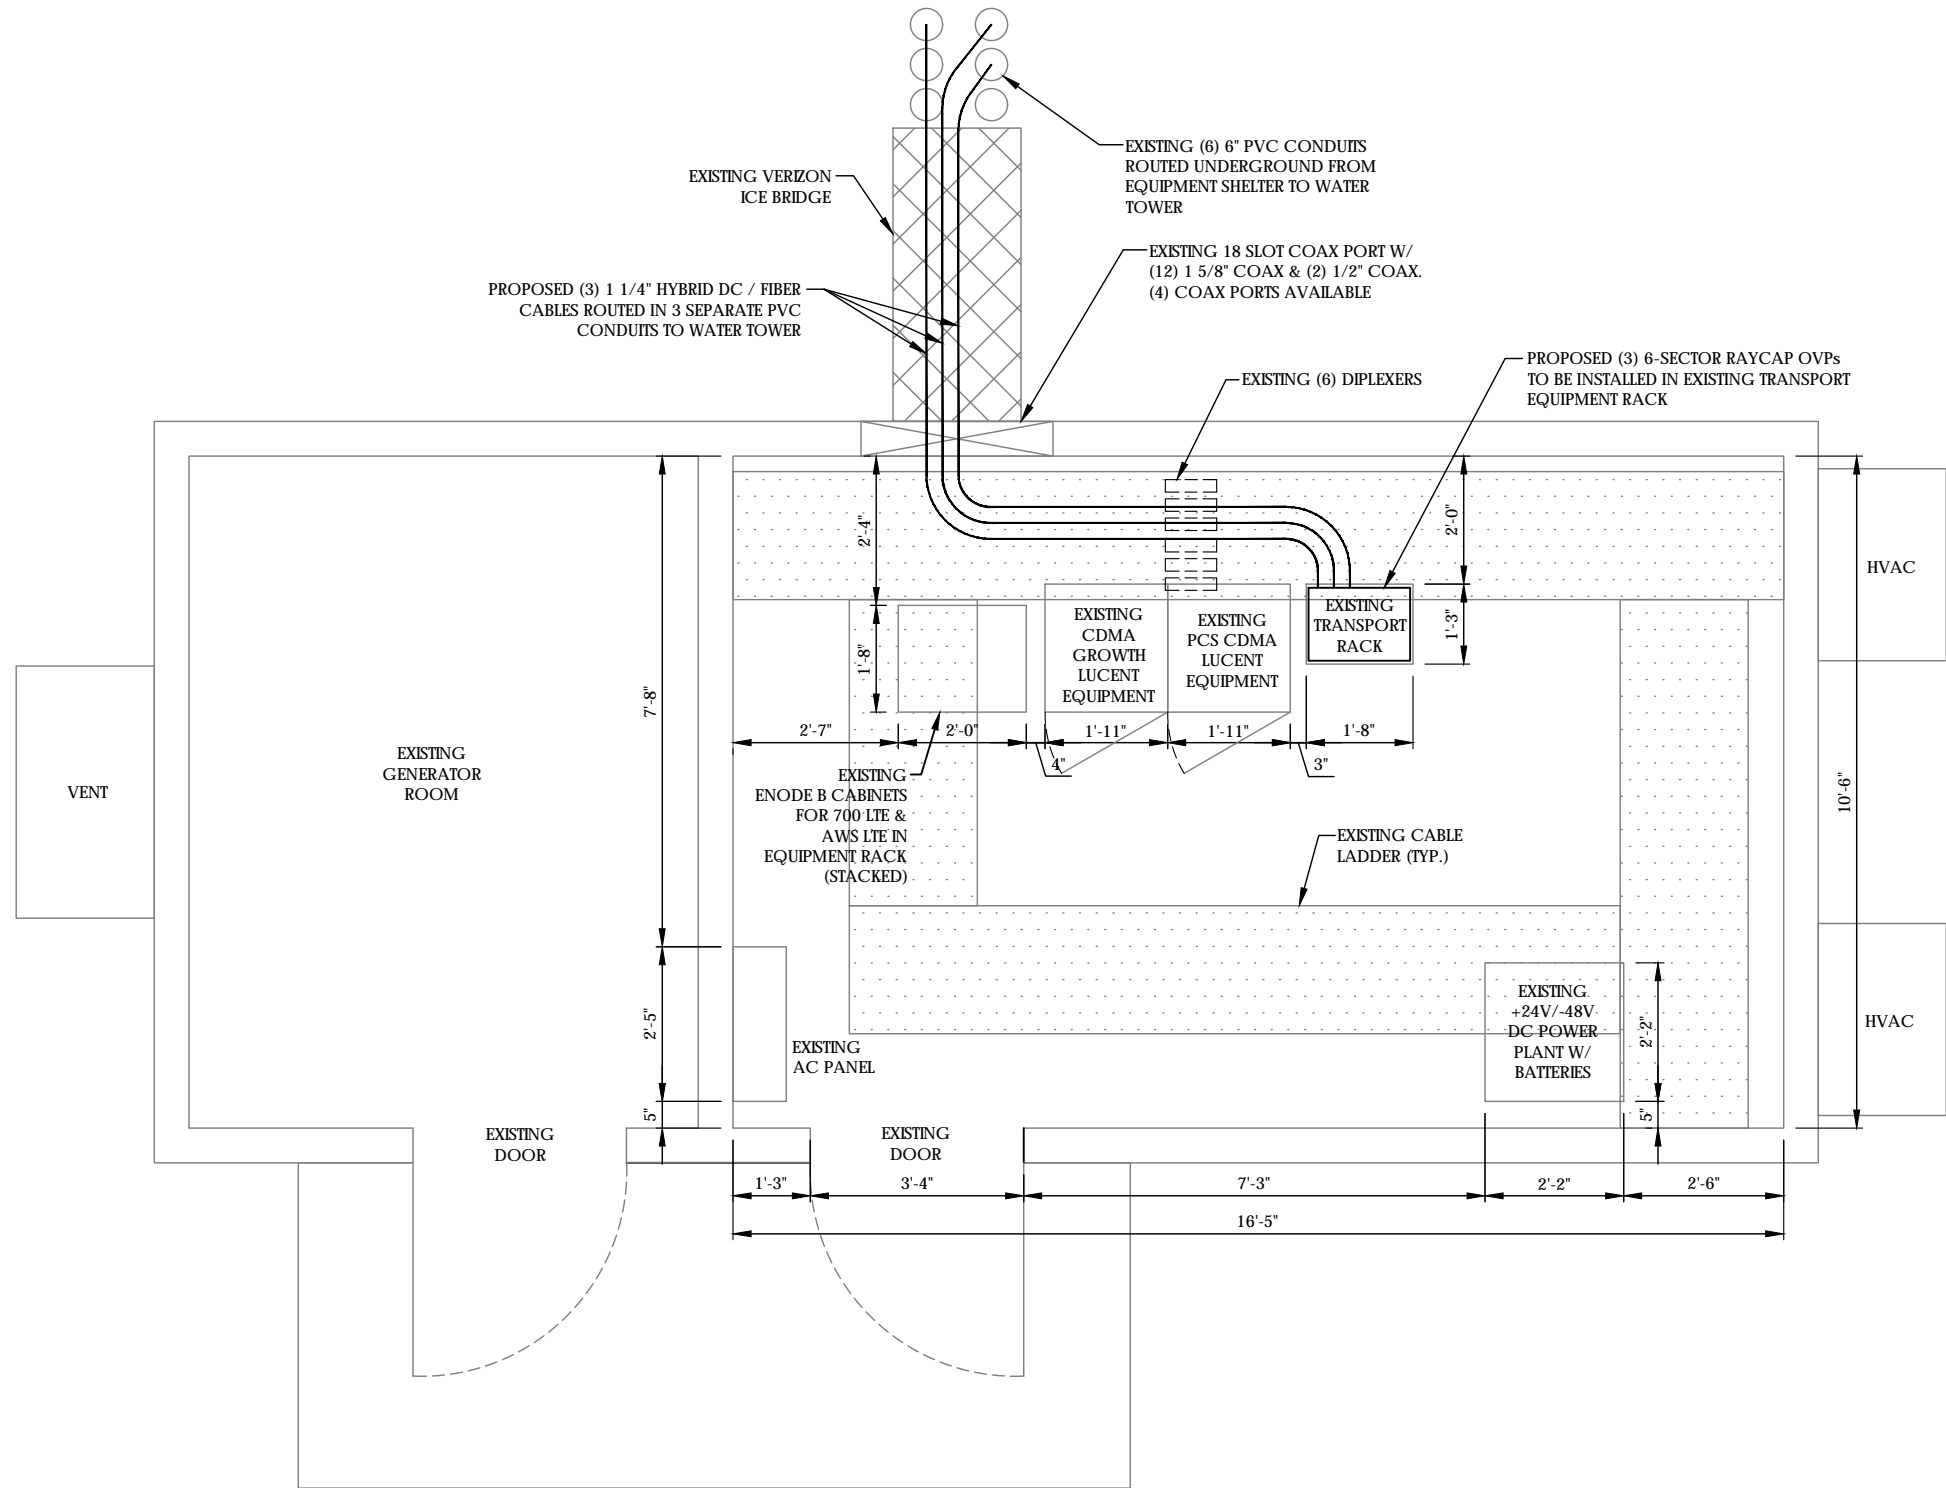 EXISTING (6) 6" PVC CONDUITS
ROUTED UNDERGROUND FROM
EQUIPMENT SHELTER TO WATER
TOWER
EXISTING VERIZON
ICE BRIDGE
EXISTING 18 SLOT COAX PORT W/
(12) 1 5/8" COAX & (2) 1/2" COAX.
(4) COAX PORTS AVAILABLE
PROPOSED (3) 1 1/4" HYBRID DC / FIBER
CABLES ROUTED IN 3 SEPARATE PVC
CONDUITS TO WATER TOWER
PROPOSED (3) 6-SECTOR RAYCAP OVPs
TO BE INSTALLED IN EXISTING TRANSPORT
EQUIPMENT RACK
EXISTING (6) DIPLEXERS
2'-4"
2'-0"
HVAC
EXISTING
CDMA
GROWTH
LUCENT
EQUIPMENT
EXISTING
PCS CDMA
LUCENT
EQUIPMENT
EXISTING
TRANSPORT
RACK
1'-3"
1'-8"
7'-8"
2'-7"
2'-0"
4"
1'-11"
1'-11"
3"
1'-8"
EXISTING
GENERATOR
ROOM
VENT
10'-6"
EXISTING
ENODE B CABINETS
FOR 700 LTE &
AWS LTE IN
EQUIPMENT RACK
(STACKED)
EXISTING CABLE
LADDER (TYP.)
2'-5"
EXISTING
AC PANEL
EXISTING
+24V/-48V
DC POWER
PLANT W/
BATTERIES
2'-2"
HVAC
5"
5"
EXISTING
DOOR
EXISTING
DOOR
1'-3"
3'-4"
7'-3"
2'-2"
2'-6"
16'-5"